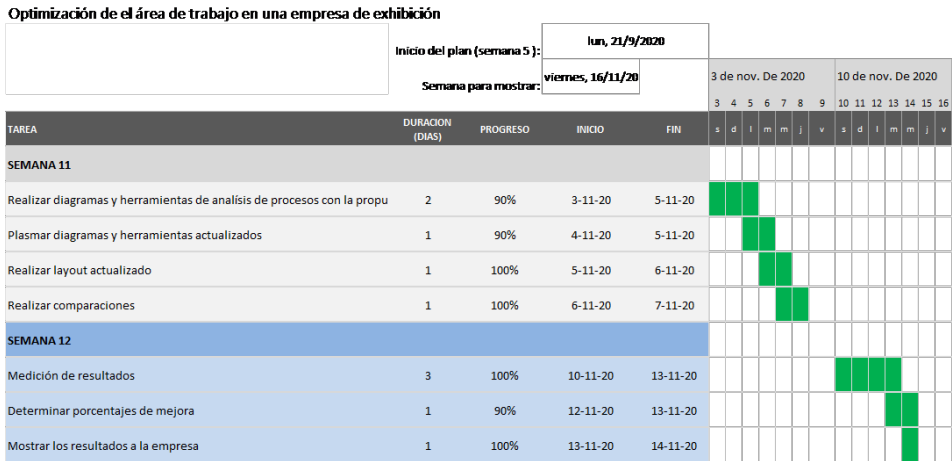 Optimización de el área de trabajo en una empresa de exhibición
Inicio del plan (semana 5 ): lun, 21/9/2020
Semana para mostrar: viernes, 16/11/20
3 de nov. De 2020 10 de nov. De 2020
3 4 5 6 7 8 9 10 11 12 13 14 15 16
TAREA DURACION (DIAS) PROGRESO INICIO FIN s d l m m j v s d l m m j v
SEMANA 11
Realizar diagramas y herramientas de analísis de procesos con la propu 2 90% 3-11-20 5-11-20
Plasmar diagramas y herramientas actualizados 1 90% 4-11-20 5-11-20
Realizar layout actualizado 1 100% 5-11-20 6-11-20
Realizar comparaciones 1 100% 6-11-20 7-11-20
SEMANA 12
Medición de resultados 3 100% 10-11-20 13-11-20
Determinar porcentajes de mejora 1 90% 12-11-20 13-11-20
Mostrar los resultados a la empresa 1 100% 13-11-20 14-11-20